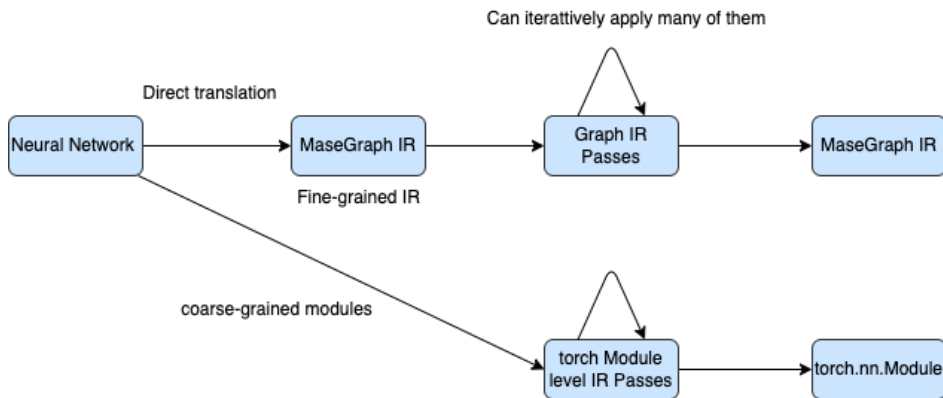 Can iterattively apply many of them
Direct translation
Neural Network
MaseGraph IR
Graph IR
Passes
MaseGraph IR
Fine-grained IR
coarse-grained modules
torch Module
level IR Passes
torch.nn.Module